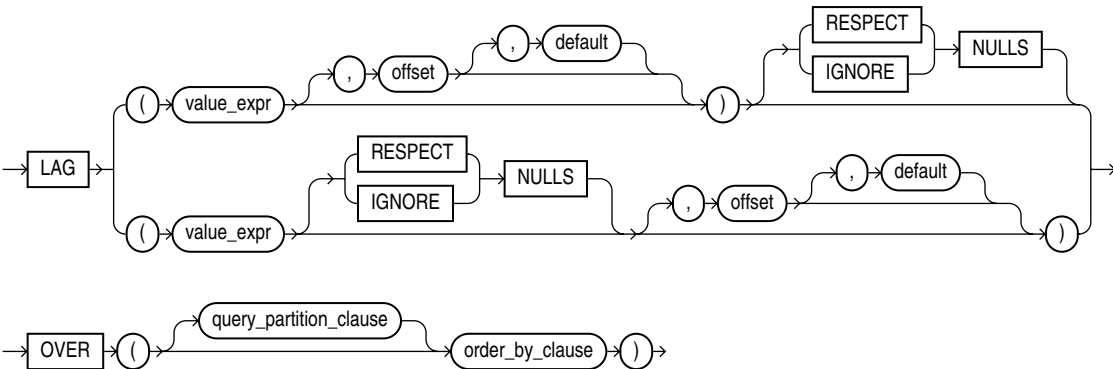 RESPECT
, default
, offset IGNORE NULLS
( value_expr )
LAG
RESPECT
, default
IGNORE NULLS , offset
( value_expr )
query_partition_clause
OVER ( order_by_clause )